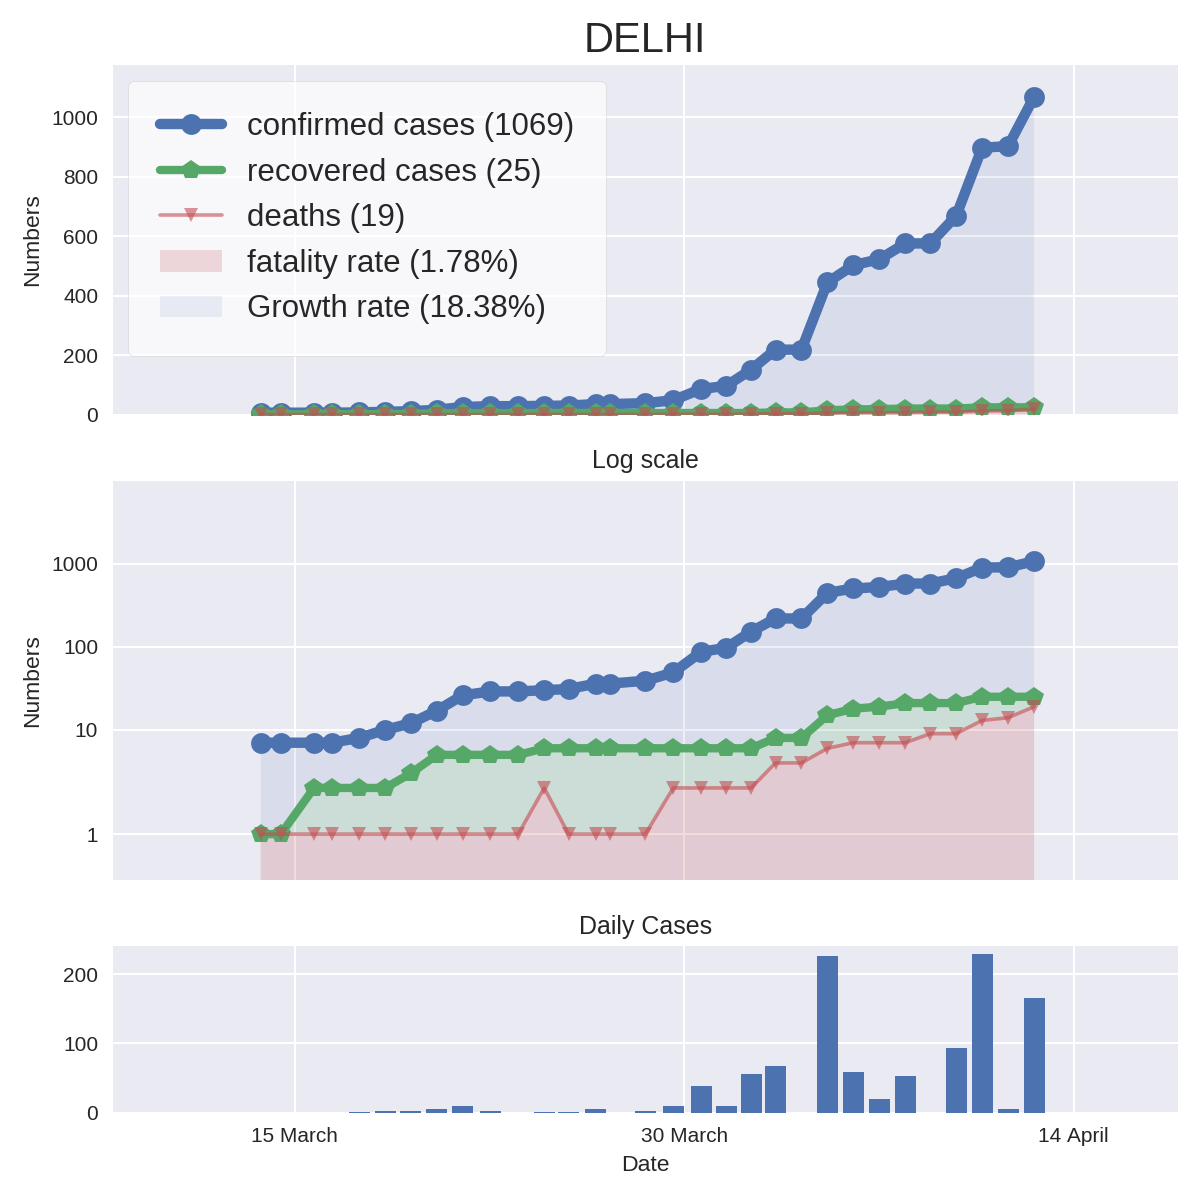 DELHI
1000
800
600
400
200
0
Numbers
confirmed cases (1069)
recovered cases (25)
deaths (19)
fatality rate (1.78%)
Growth rate (18.38%)
Log scale
1000
100
10
1
Numbers
Daily Cases
200
100
0
15 March
30 March
14 April
Date